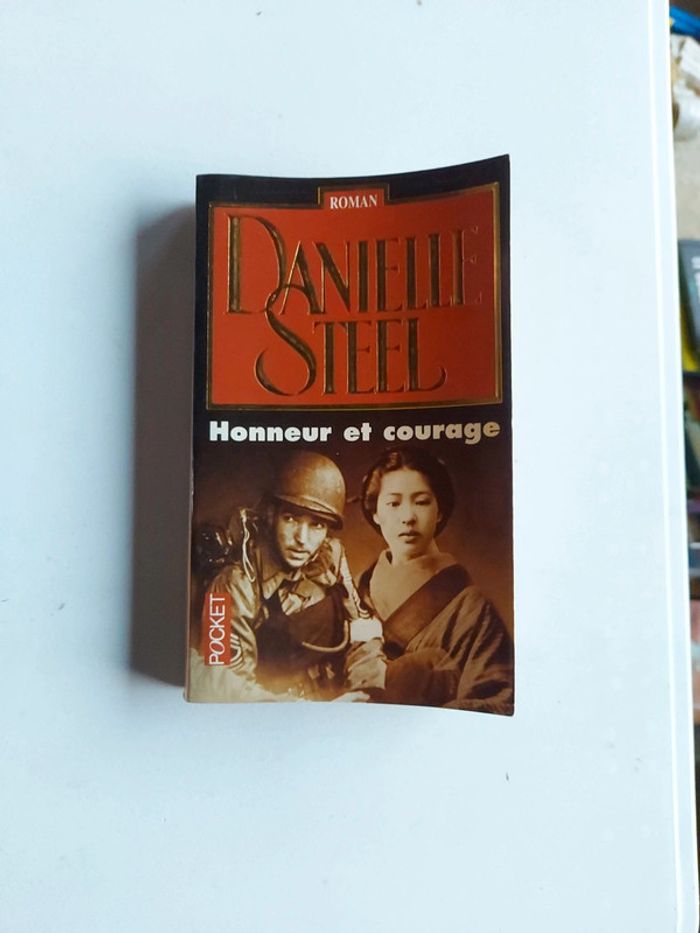 ROMAN
DANIELLE
STEEL
Honneur et courage
POCKET